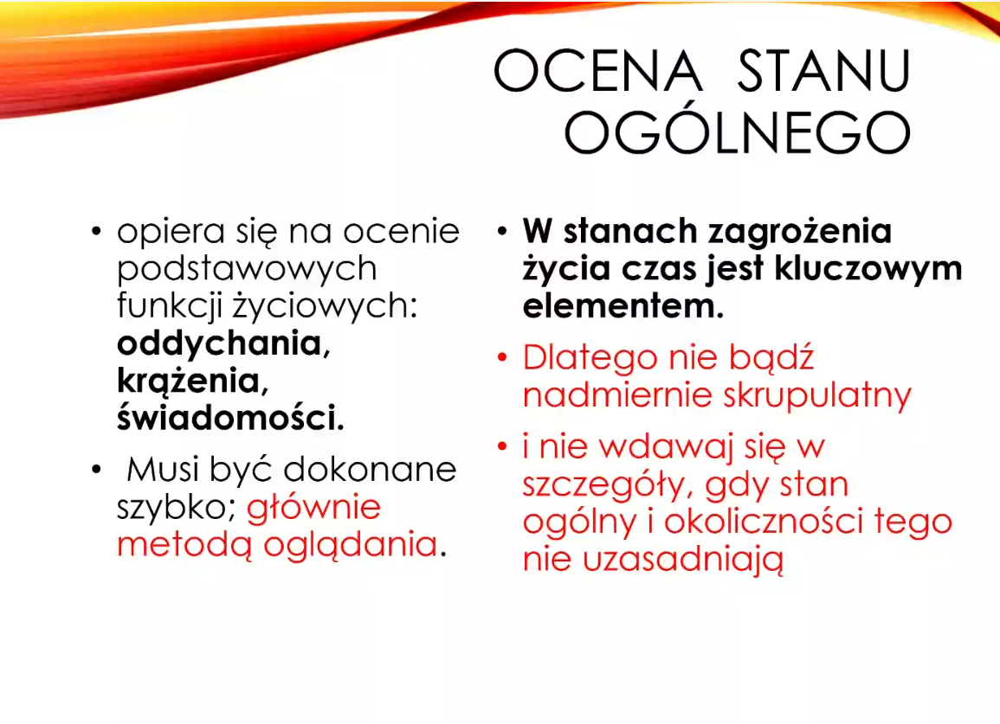 OCENA STANU
OGÓLNEGO
• opiera się na ocenie
podstawowych
funkcji życiowych:
oddychania,
krążenia,
świadomości.
• Musi być dokonane
szybko; głównie
metodą oglądania.
• W stanach zagrożenia
życia czas jest kluczowym
elementem.
• Dlatego nie bądź
nadmiernie skrupulatny
• i nie wdawaj się w
szczegóły, gdy stan
ogólny i okoliczności tego
nie uzasadniają